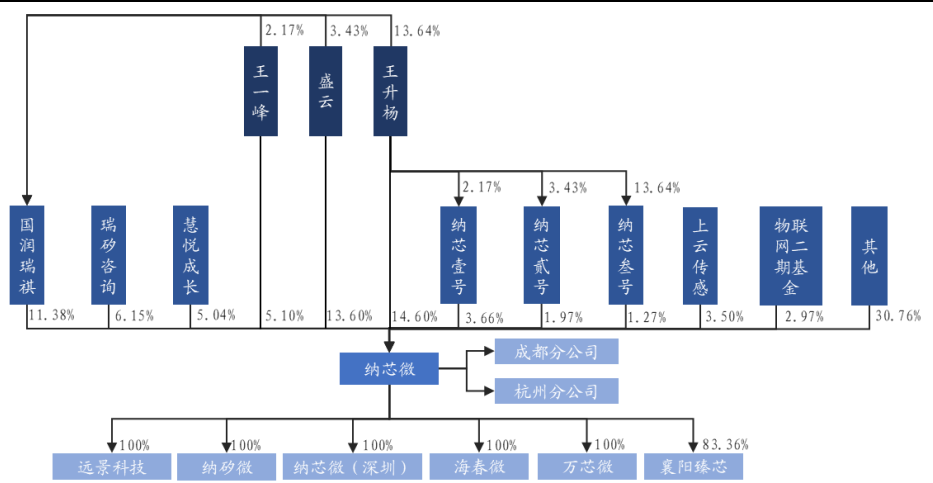 2.17% 3.43% 13.64%
王一峰
盛云
王升杨
2.17% 3.43% 13.64%
国润瑞祺
瑞矽咨询
慧悦成长
纳芯壹号
纳芯贰号
纳芯叁号
上云传感
物联网二期基金
其他
11.38% 6.15% 5.04% 5.10% 13.60% 14.60% 3.66% 1.97% 1.27% 3.50% 2.97% 30.76%
纳芯微
成都分公司
杭州分公司
100% 100% 100% 100% 100% 83.36%
远景科技 纳矽微 纳芯微（深圳） 海春微 万芯微 襄阳臻芯